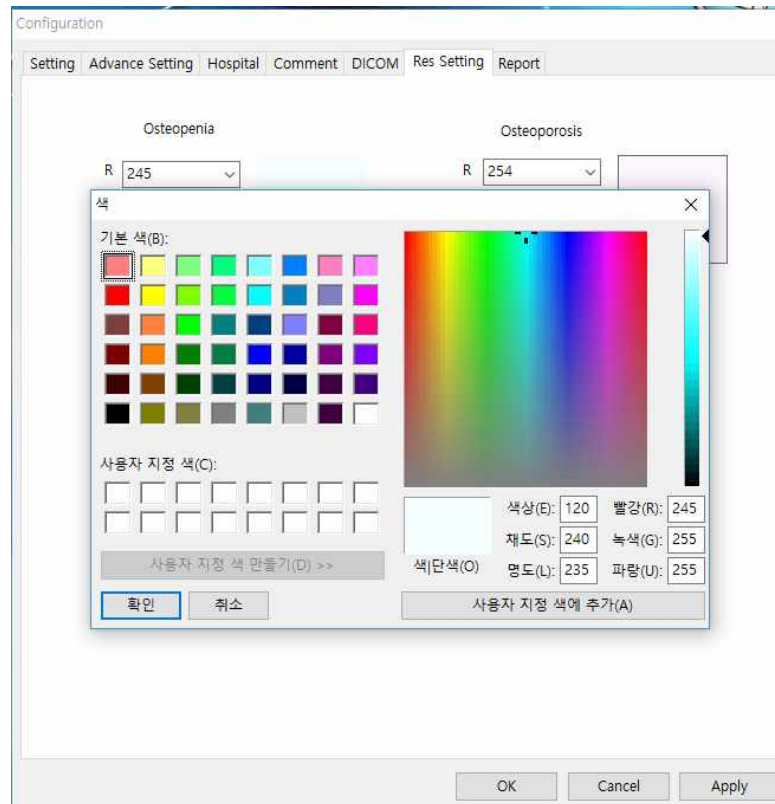 Configuration
Setting Advance Setting Hospital Comment DICOM Res Setting Report
Osteopenia Osteoporosis
R 245 R 254
색
기본 색(B):
사용자 지정 색(C):
색상(E): 120 빨강(R): 245
채도(S): 240 녹색(G): 255
색|단색(O) 명도(L): 235 파랑(U): 255
사용자 지정 색 만들기(D) >>
확인 취소 사용자 지정 색에 추가(A)
OK Cancel Apply